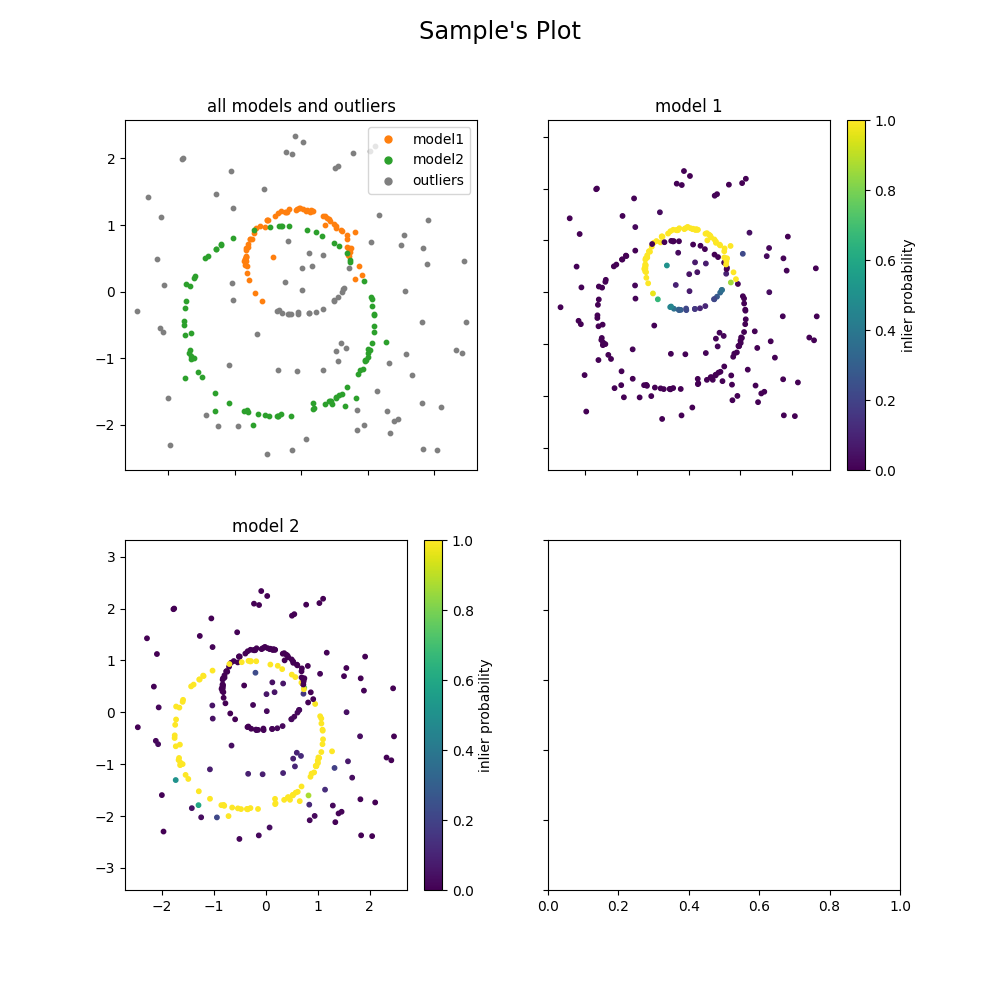 Sample's Plot
all models and outliers
model1
model2
outliers
2
1
0
−1
−2
model 1
1.0
0.8
0.6
0.4
0.2
0.0
inlier probability
model 2
3
2
1
0
−1
−2
−3
−2 −1 0 1 2
1.0
0.8
0.6
0.4
0.2
0.0
inlier probability
0.0 0.2 0.4 0.6 0.8 1.0